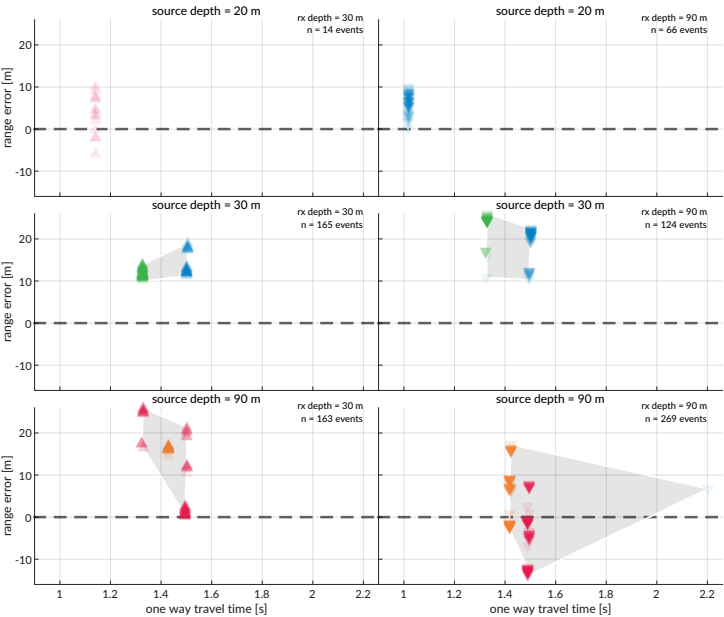 source depth = 20 m
rx depth = 30 m
n = 14 events
range error [m]
20
10
0
-10
source depth = 20 m
rx depth = 90 m
n = 66 events
source depth = 30 m
rx depth = 30 m
n = 165 events
range error [m]
20
10
0
-10
source depth = 30 m
rx depth = 90 m
n = 124 events
source depth = 90 m
rx depth = 30 m
n = 163 events
range error [m]
20
10
0
-10
1 1.2 1.4 1.6 1.8 2 2.2
one way travel time [s]
source depth = 90 m
rx depth = 90 m
n = 269 events
1 1.2 1.4 1.6 1.8 2 2.2
one way travel time [s]